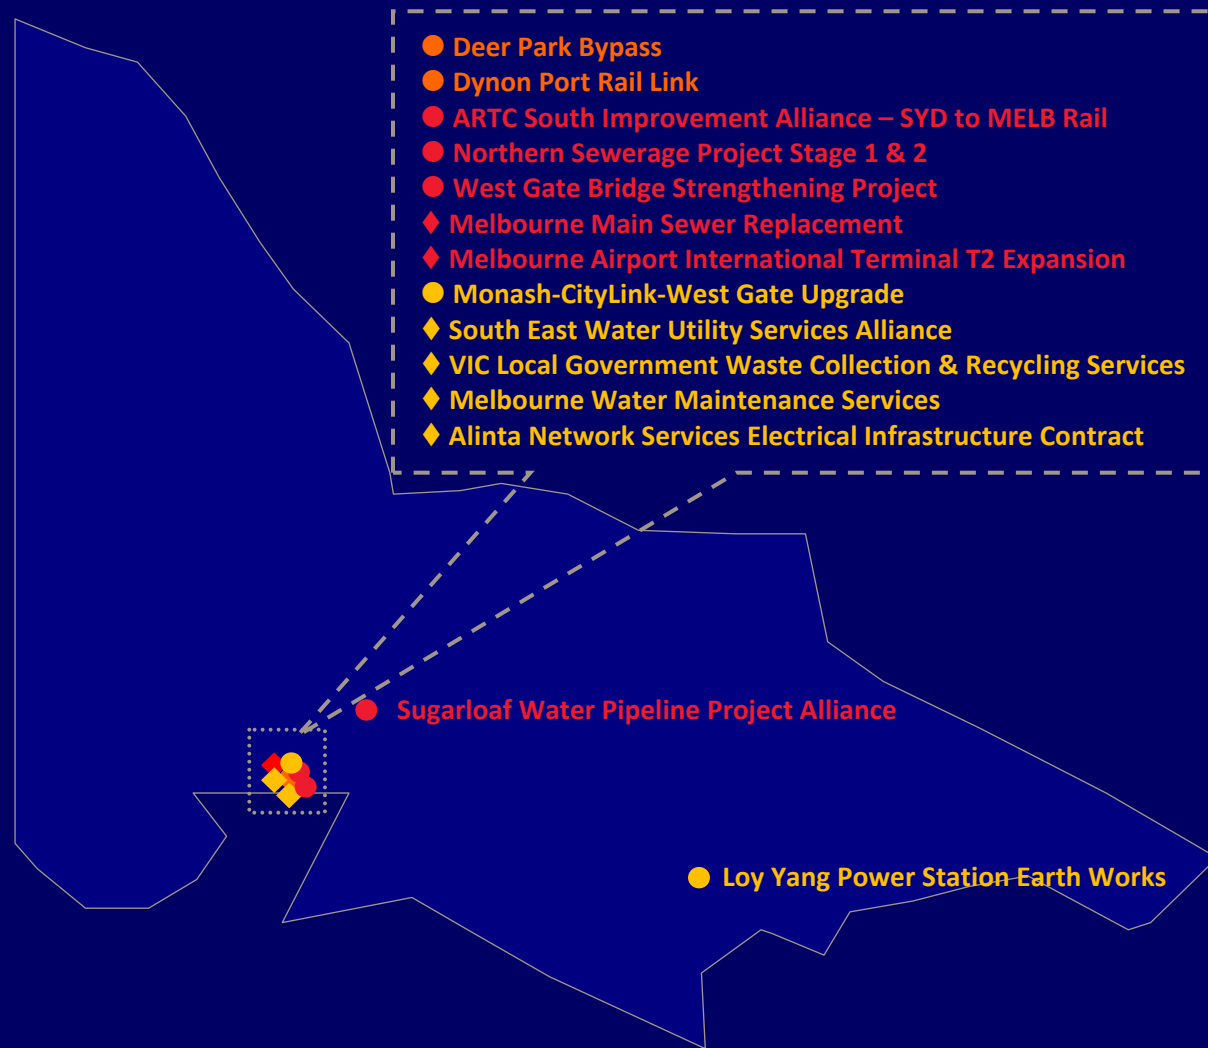 Deer Park Bypass
Dynon Port Rail Link
ARTC South Improvement Alliance – SYD to MELB Rail
Northern Sewerage Project Stage 1 & 2
West Gate Bridge Strengthening Project
Melbourne Main Sewer Replacement
Melbourne Airport International Terminal T2 Expansion
Monash-CityLink-West Gate Upgrade
South East Water Utility Services Alliance
VIC Local Government Waste Collection & Recycling Services
Melbourne Water Maintenance Services
Alinta Network Services Electrical Infrastructure Contract
Sugarloaf Water Pipeline Project Alliance
Loy Yang Power Station Earth Works